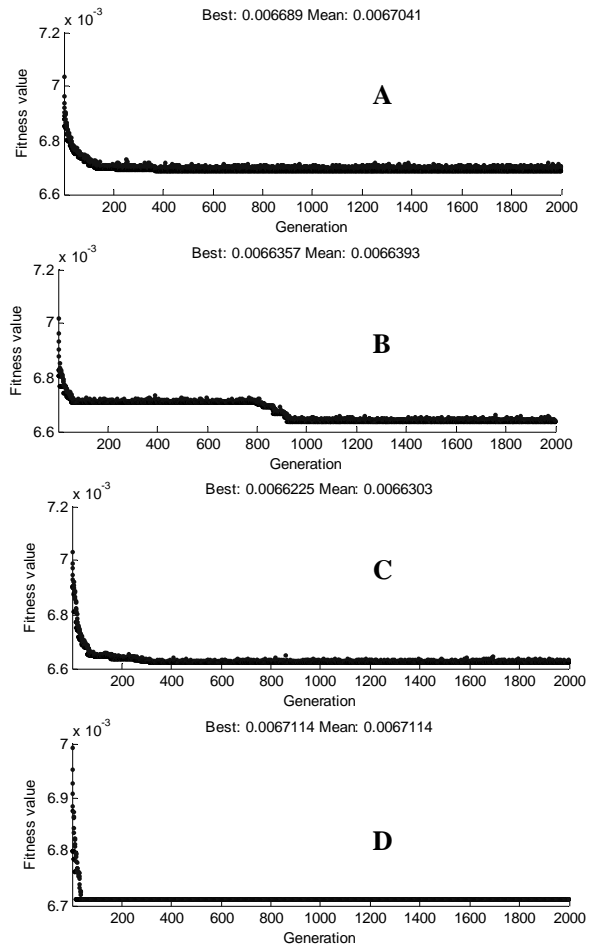 Best: 0.006689 Mean: 0.0067041
x 10-3
7.2
7
6.8
6.6
Fitness value
A
200 400 600 800 1000 1200 1400 1600 1800 2000
Generation
Best: 0.0066357 Mean: 0.0066393
x 10-3
7.2
7
6.8
6.6
Fitness value
B
200 400 600 800 1000 1200 1400 1600 1800 2000
Generation
Best: 0.0066225 Mean: 0.0066303
x 10-3
7.2
7
6.8
6.6
Fitness value
C
200 400 600 800 1000 1200 1400 1600 1800 2000
Generation
Best: 0.0067114 Mean: 0.0067114
x 10-3
7
6.9
6.8
6.7
Fitness value
D
200 400 600 800 1000 1200 1400 1600 1800 2000
Generation